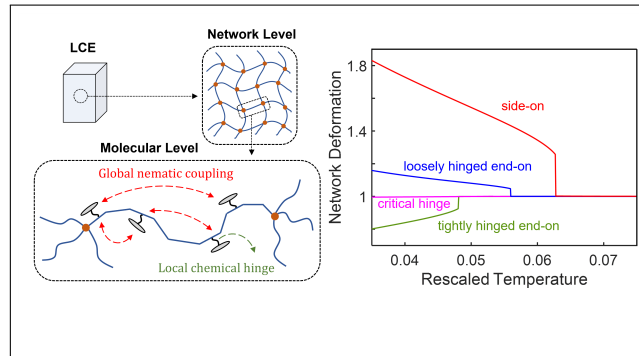 LCE
Network Level
Molecular Level
Global nematic coupling
Local chemical hinge
Network Deformation
1.8
1.4
1
side-on
loosely hinged end-on
critical hinge
tightly hinged end-on
0.04
0.05
0.06
0.07
Rescaled Temperature